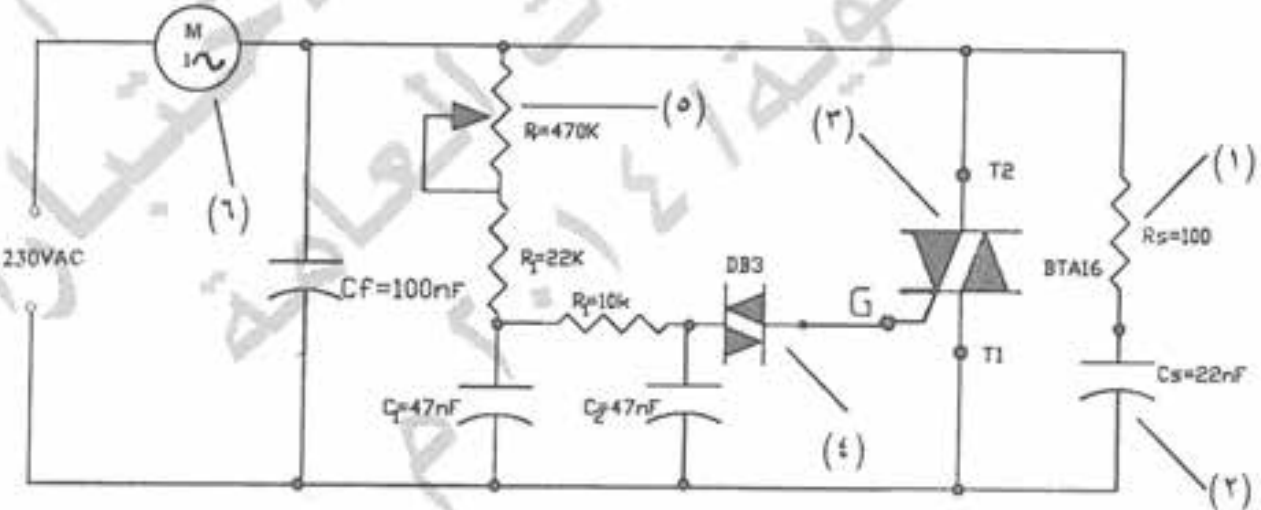 M
1~
(٥)
R=470K
(٣)
T2
(١)
(٦)
230VAC
Cf=100nF
R₁=22K
DB3
BTA16
Rs=100
R₁=10k
G
T1
C₁=47nF
C₂=47nF
Cs=22nF
(٤)
(٢)